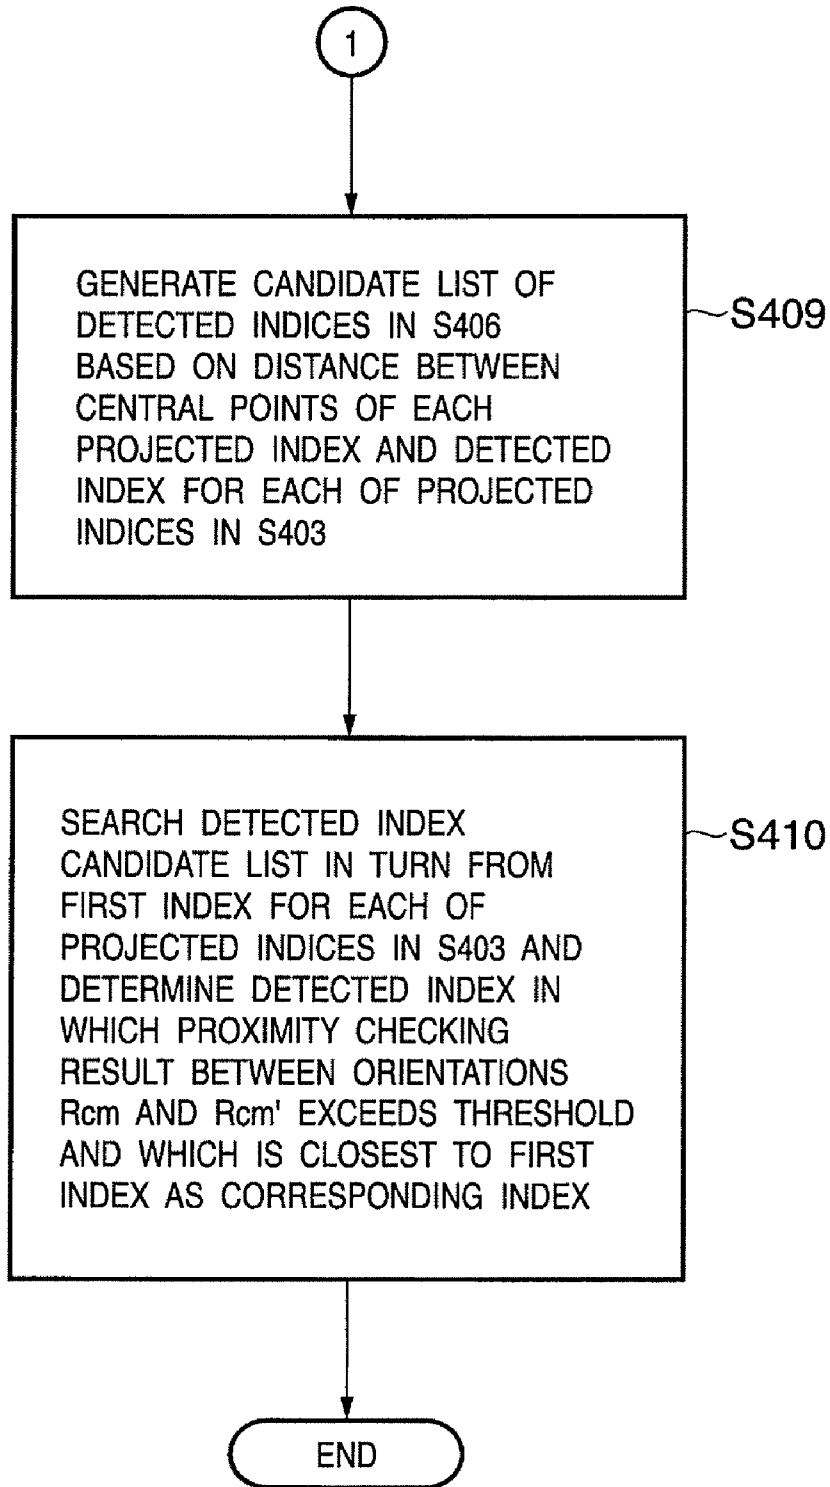 1
GENERATE CANDIDATE LIST OF
DETECTED INDICES IN S406
BASED ON DISTANCE BETWEEN
CENTRAL POINTS OF EACH
PROJECTED INDEX AND DETECTED
INDEX FOR EACH OF PROJECTED
INDICES IN S403
S409
SEARCH DETECTED INDEX
CANDIDATE LIST IN TURN FROM
FIRST INDEX FOR EACH OF
PROJECTED INDICES IN S403 AND
DETERMINE DETECTED INDEX IN
WHICH PROXIMITY CHECKING
RESULT BETWEEN ORIENTATIONS
Rcm AND Rcm' EXCEEDS THRESHOLD
AND WHICH IS CLOSEST TO FIRST
INDEX AS CORRESPONDING INDEX
S410
END